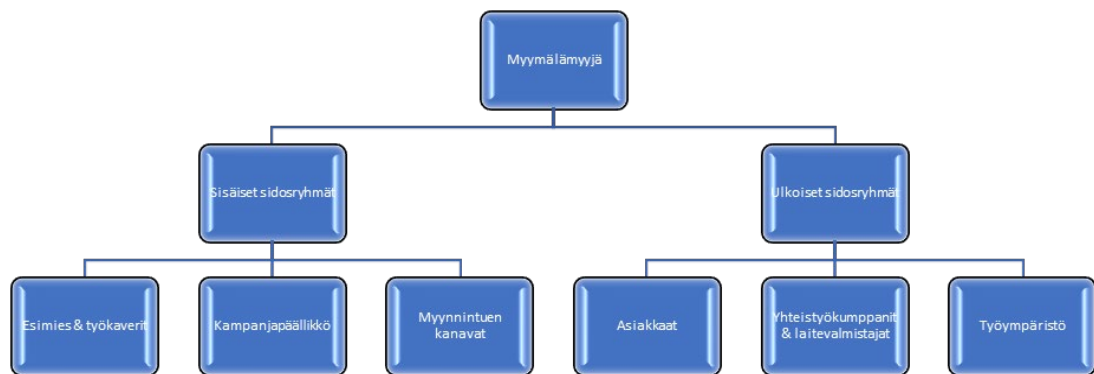 Myymälämyyjä
Sisäiset sidosryhmät
Ulkoiset sidosryhmät
Esimies & työkaverit
Kampanjapäällikkö
Myynnintuen
kanavat
Asiakkaat
Yhteistyökumppanit
& laitevalmistajat
Työympäristö